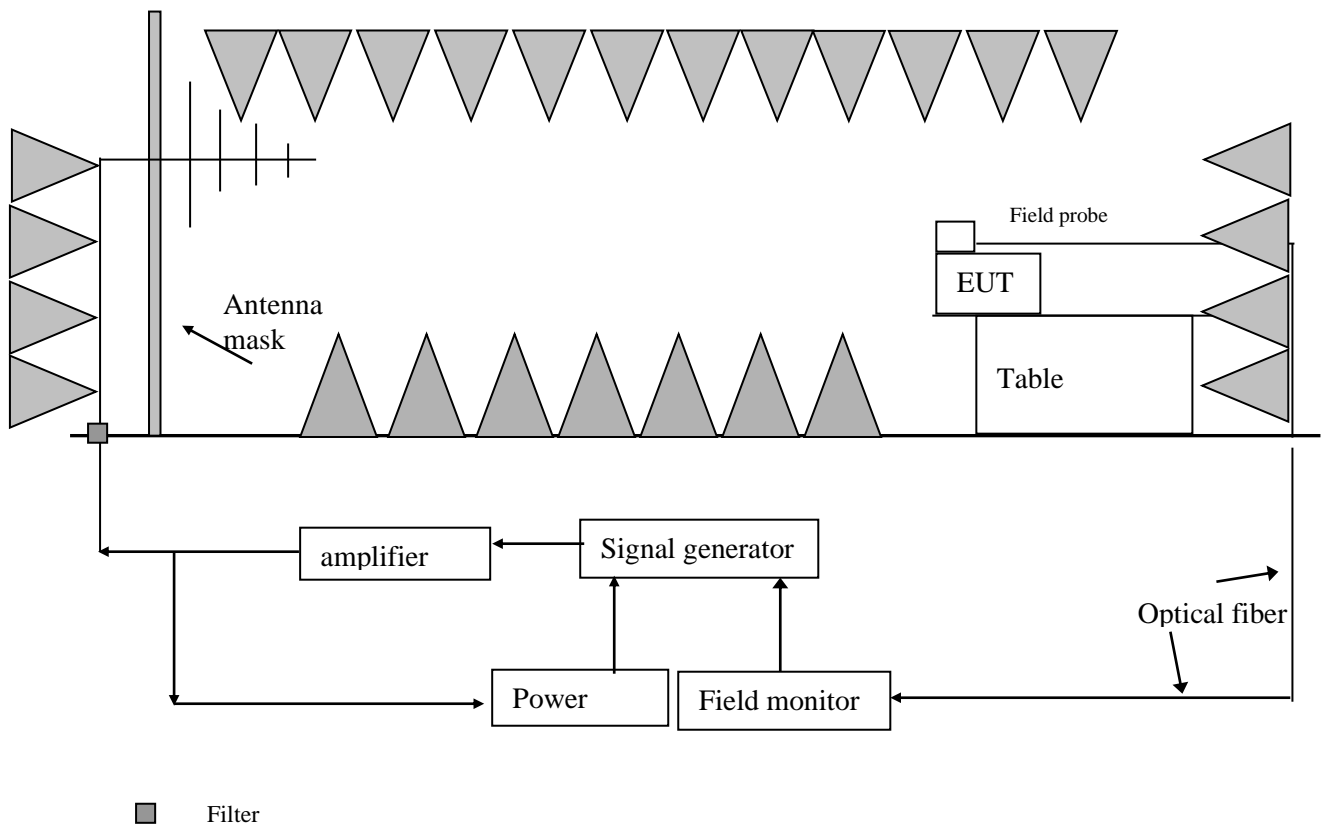 Field probe
EUT
Antenna
mask
Table
Signal generator
amplifier
Optical fiber
Power
Field monitor
Filter